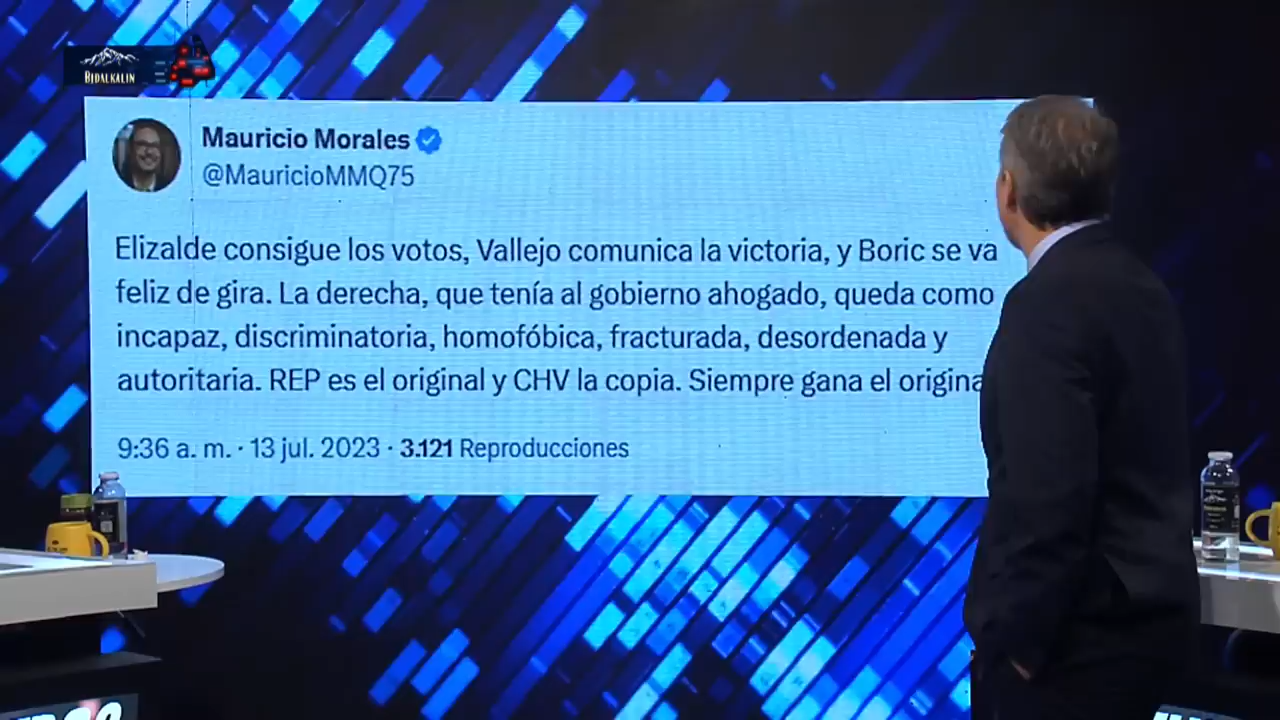 BIDALKALIN
Mauricio Morales
@MauricioMMQ75
Elizalde consigue los votos, Vallejo comunica la victoria, y Boric se va
feliz de gira. La derecha, que tenía al gobierno ahogado, queda como
incapaz, discriminatoria, homofóbica, fracturada, desordenada y
autoritaria. REP es el original y CHV la copia. Siempre gana el origina
9:36 a. m. · 13 jul. 2023 · 3.121 Reproducciones